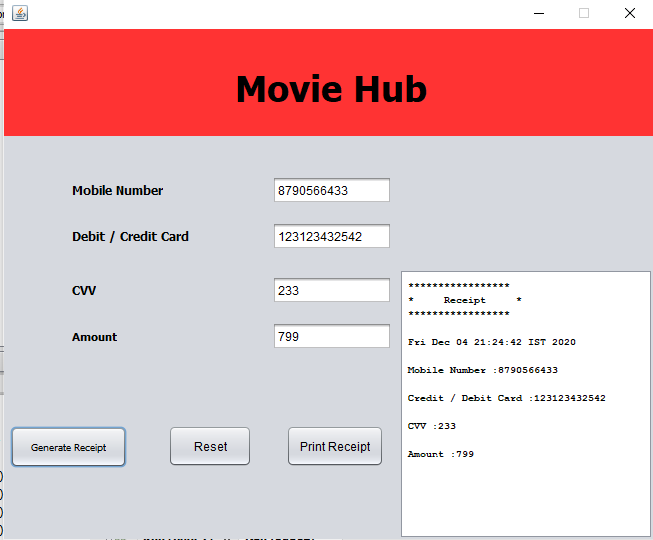 Movie Hub
Mobile Number 8790566433
Debit / Credit Card 123123432542
CVV 233
Amount 799
Generate Receipt Reset Print Receipt
*****************
* Receipt *
*****************
Fri Dec 04 21:24:42 IST 2020
Mobile Number :8790566433
Credit / Debit Card :123123432542
CVV :233
Amount :799